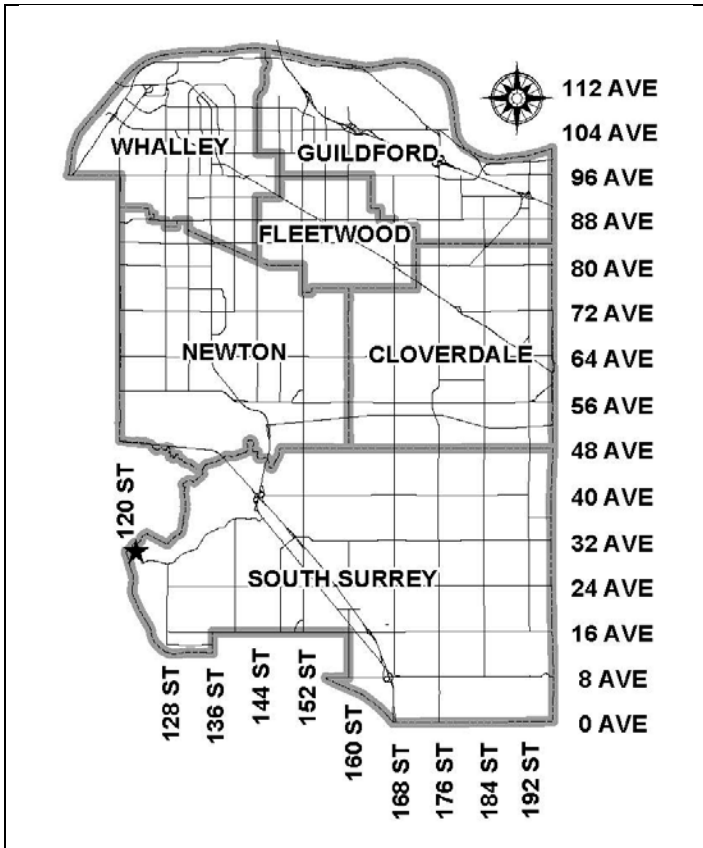 112 AVE
104 AVE
WHALLEY
GUILDFORD
96 AVE
88 AVE
FLEETWOOD
80 AVE
72 AVE
NEWTON
CLOVERDALE
64 AVE
56 AVE
48 AVE
120 ST
40 AVE
32 AVE
SOUTH SURREY
24 AVE
16 AVE
8 AVE
0 AVE
128 ST
136 ST
144 ST
152 ST
160 ST
168 ST
176 ST
184 ST
192 ST